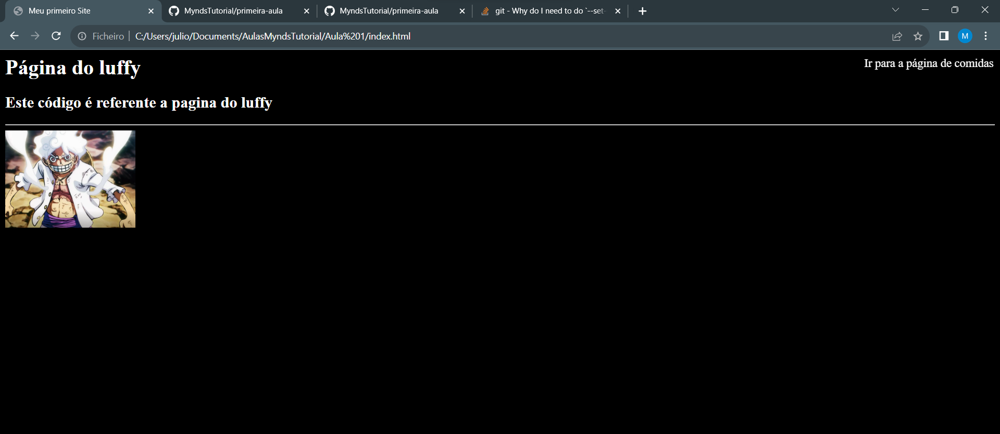 Meu primeiro Site
MyndsTutorial/primeira-aula
MyndsTutorial/primeira-aula
git - Why do I need to do `--set-
Ficheiro
C:/Users/julio/Documents/AulasMyndsTutorial/Aula%201/index.html
M
Página do luffy
Ir para a página de comidas
Este código é referente a pagina do luffy